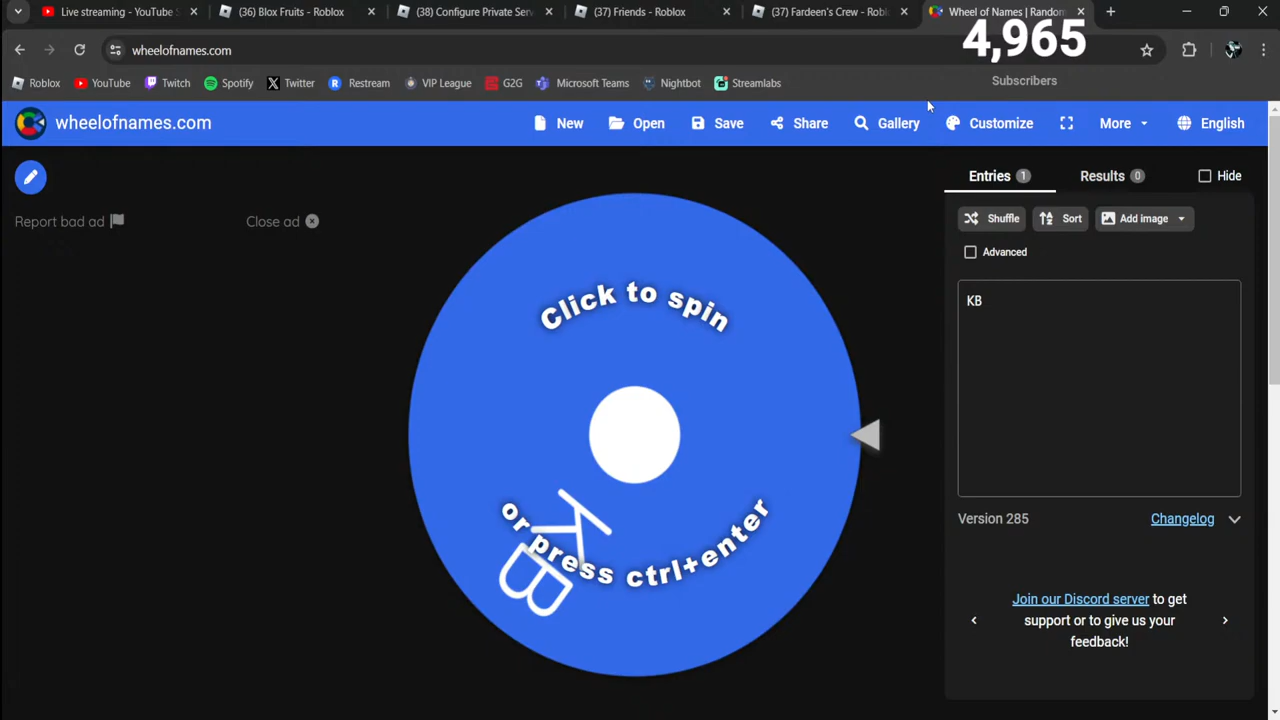 Live streaming - YouTube S
(36) Blox Fruits - Roblox
(38) Configure Private Serv
(37) Friends - Roblox
(37) Fardeen's Crew - Robl
Wheel of Names | Random
wheelofnames.com
4,965
Subscribers
Roblox
YouTube
Twitch
Spotify
Twitter
Restream
VIP League
G2G
Microsoft Teams
Nightbot
Streamlabs
wheelofnames.com
New
Open
Save
Share
Gallery
Customize
More
English
Report bad ad
Close ad
Entries 1
Results 0
Hide
Shuffle
Sort
Add image
Advanced
KB
Click to spin
KB
or press ctrl+enter
Version 285
Changelog
Join our Discord server to get
support or to give us your
feedback!